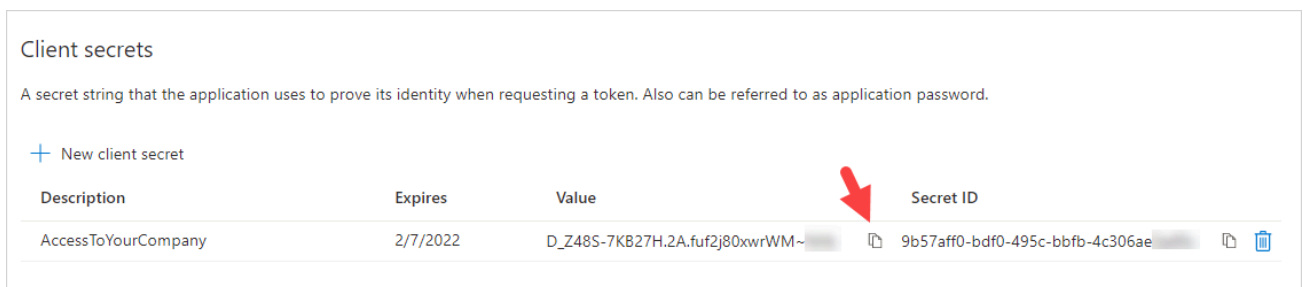 Client secrets
A secret string that the application uses to prove its identity when requesting a token. Also can be referred to as application password.
New client secret
Description Expires Value Secret ID
AccessToYourCompany 2/7/2022 D_Z48S-7KB27H.2A.fuf2j80xwrWM~ 9b57aff0-bdf0-495c-bbfb-4c306ae